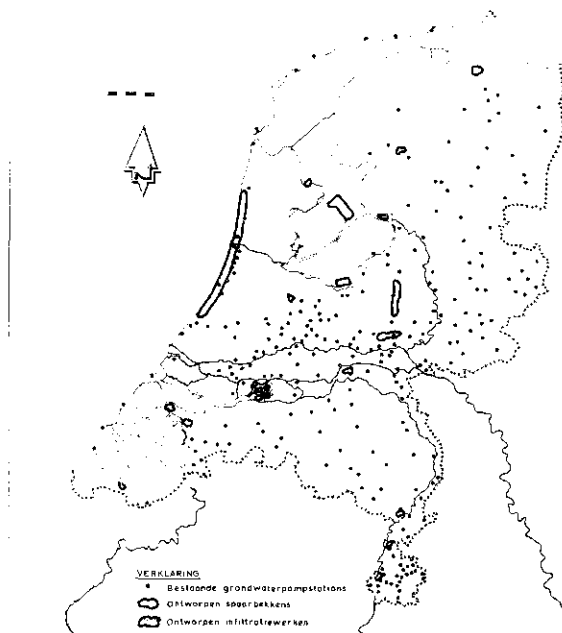 VERKLARING
Bestaande grondwaterpompstations
Ontworpen spaarbekkens
Ontworpen infiltratiewerken